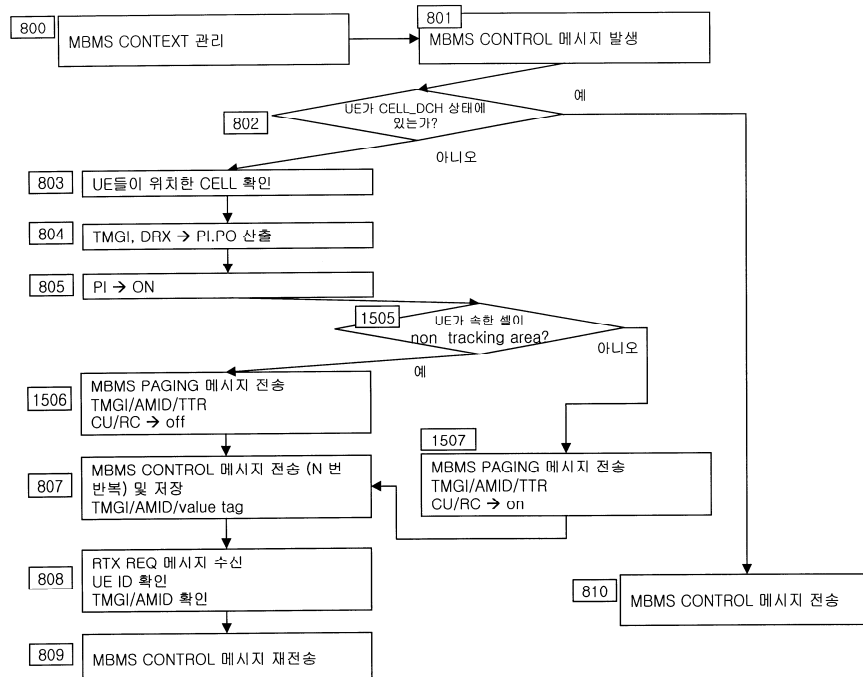 800
MBMS CONTEXT 관리
801
MBMS CONTROL 메시지 발생
802
UE가 CELL_DCH 상태에
있는가?
예
아니오
803
UE들이 위치한 CELL 확인
804
TMGI, DRX → PI.PO 산출
805
PI → ON
1505
UE가 속한 셀이
non tracking area?
아니오
예
1506
MBMS PAGING 메시지 전송
TMGI/AMID/TTR
CU/RC → off
1507
MBMS PAGING 메시지 전송
TMGI/AMID/TTR
CU/RC → on
807
MBMS CONTROL 메시지 전송 (N 번
반복) 및 저장
TMGI/AMID/value tag
808
RTX REQ 메시지 수신
UE ID 확인
TMGI/AMID 확인
810
MBMS CONTROL 메시지 전송
809
MBMS CONTROL 메시지 재전송